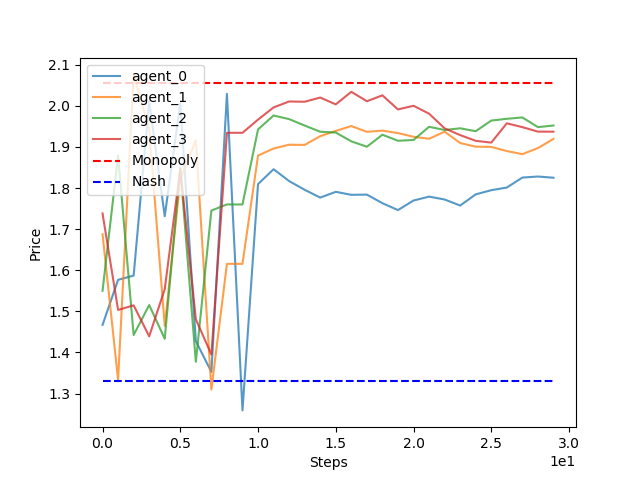 2.1
2.0
1.9
1.8
1.7
1.6
1.5
1.4
1.3
Price
agent_0
agent_1
agent_2
agent_3
Monopoly
Nash
0.0 0.5 1.0 1.5 2.0 2.5 3.0
Steps 1e1